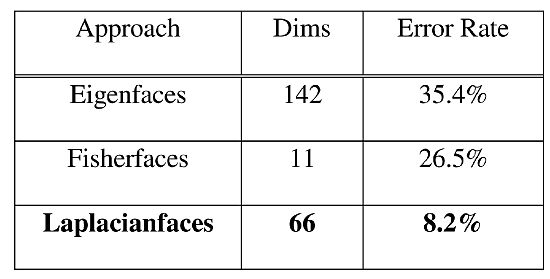 Approach Dims Error Rate
Eigenfaces 142 35.4%
Fisherfaces 11 26.5%
Laplacianfaces 66 8.2%